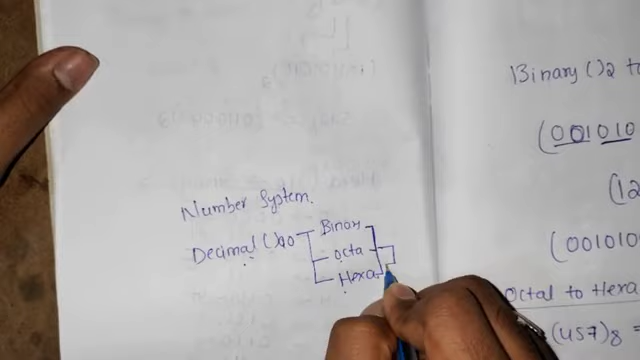 Number System.
Decimal ( )10
Binary
octa
Hexa
Binary ( )2 to
(001010
(12
(001010
Octal to Hexa
(457)8 =